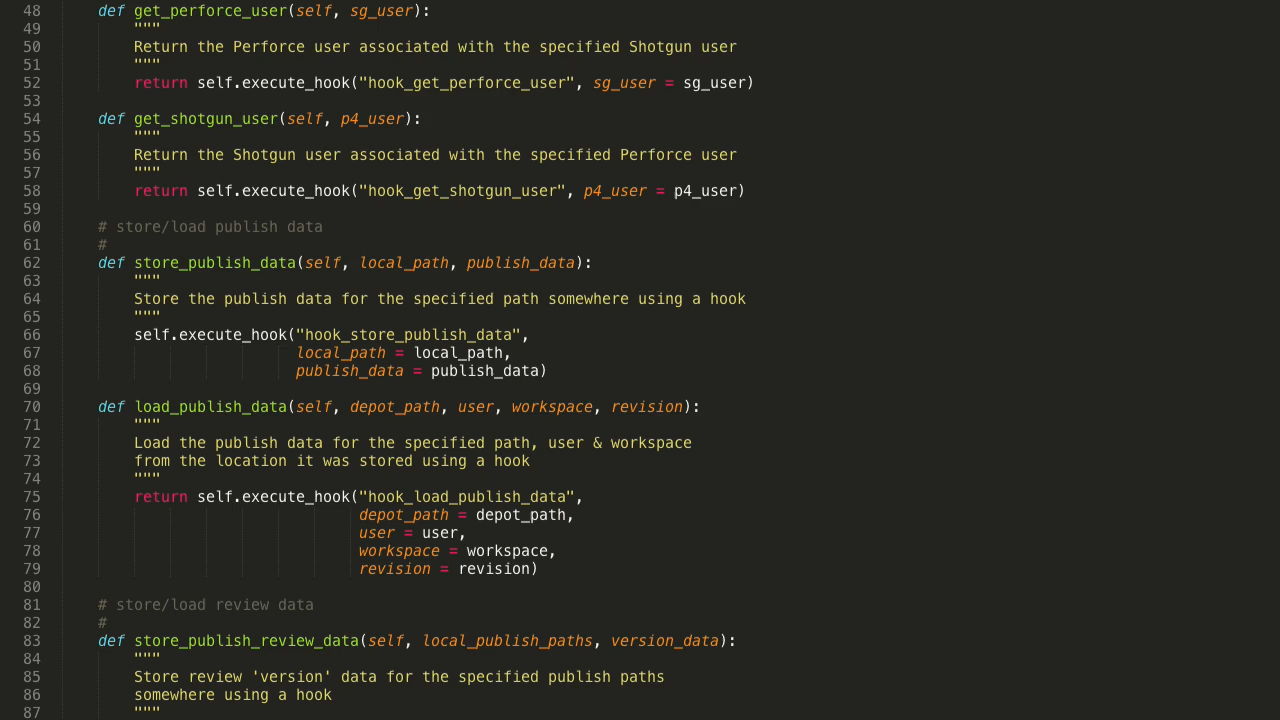 48     def get_perforce_user(self, sg_user):
49         """
50         Return the Perforce user associated with the specified Shotgun user
51         """
52         return self.execute_hook("hook_get_perforce_user", sg_user = sg_user)
53
54     def get_shotgun_user(self, p4_user):
55         """
56         Return the Shotgun user associated with the specified Perforce user
57         """
58         return self.execute_hook("hook_get_shotgun_user", p4_user = p4_user)
59
60     # store/load publish data
61     #
62     def store_publish_data(self, local_path, publish_data):
63         """
64         Store the publish data for the specified path somewhere using a hook
65         """
66         self.execute_hook("hook_store_publish_data",
67                           local_path = local_path,
68                           publish_data = publish_data)
69
70     def load_publish_data(self, depot_path, user, workspace, revision):
71         """
72         Load the publish data for the specified path, user & workspace
73         from the location it was stored using a hook
74         """
75         return self.execute_hook("hook_load_publish_data",
76                                  depot_path = depot_path,
77                                  user = user,
78                                  workspace = workspace,
79                                  revision = revision)
80
81     # store/load review data
82     #
83     def store_publish_review_data(self, local_publish_paths, version_data):
84         """
85         Store review 'version' data for the specified publish paths
86         somewhere using a hook
87         """